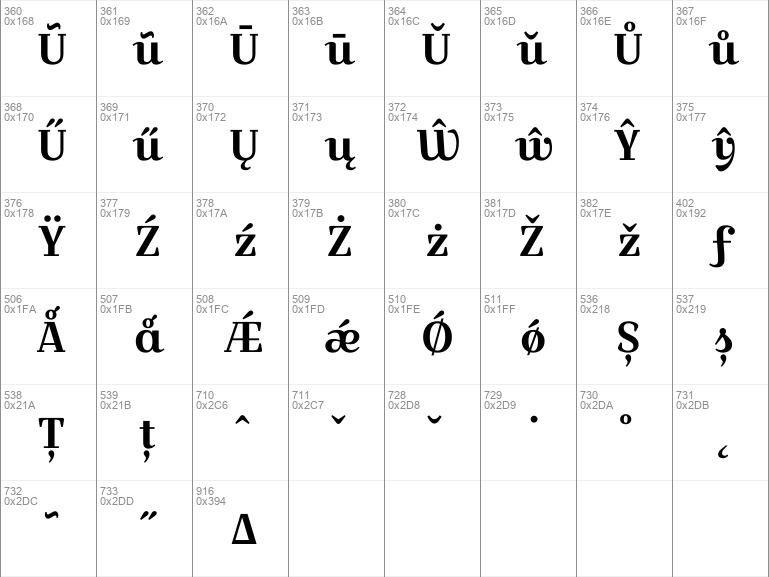 360 361 362 363 364 365 366 367
0x168 0x169 0x16A 0x16B 0x16C 0x16D 0x16E 0x16F
Ũ ũ Ū ū Ŭ ŭ Ů ů
368 369 370 371 372 373 374 375
0x170 0x171 0x172 0x173 0x174 0x175 0x176 0x177
Ű ű Ų ų Ŵ ŵ Ŷ ŷ
376 377 378 379 380 381 382 402
0x178 0x179 0x17A 0x17B 0x17C 0x17D 0x17E 0x192
Ÿ Ź ź Ż ż Ž ž ƒ
506 507 508 509 510 511 536 537
0x1FA 0x1FB 0x1FC 0x1FD 0x1FE 0x1FF 0x218 0x219
Ǻ ǻ Ǽ ǽ Ǿ ǿ Ș ș
538 539 710 711 728 729 730 731
0x21A 0x21B 0x2C6 0x2C7 0x2D8 0x2D9 0x2DA 0x2DB
Ț ț ˆ ˇ ˘ ˙ ˚ ˛
732 733 916
0x2DC 0x2DD 0x394
˜ ˝ Δ